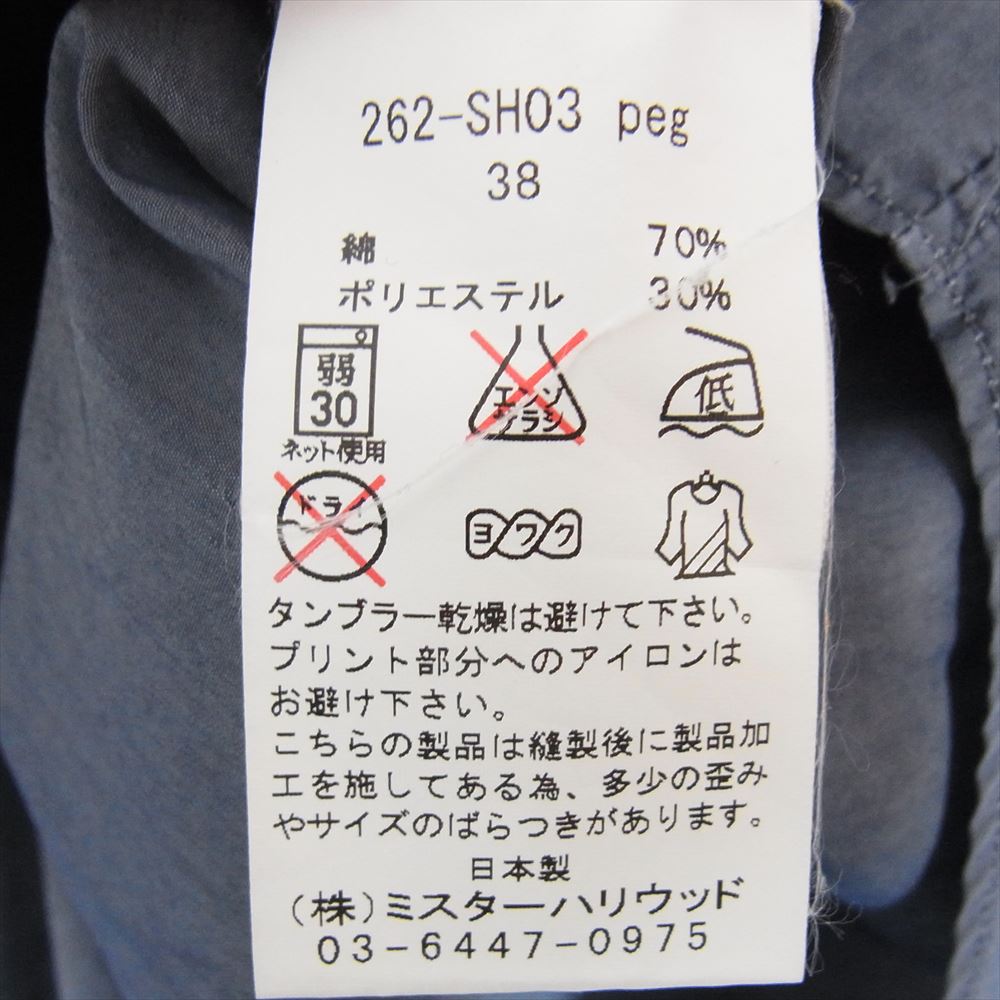 262-SH03 peg
38
綿 70%
ポリエステル 30%
弱
30
ネット使用
エンソ
サラシ
低
ドライ
ヨワク
タンブラー乾燥は避けて下さい。
プリント部分へのアイロンは
お避け下さい。
こちらの製品は縫製後に製品加
工を施してある為、多少の歪み
やサイズのばらつきがあります。
日本製
(株)ミスターハリウッド
03-6447-0975